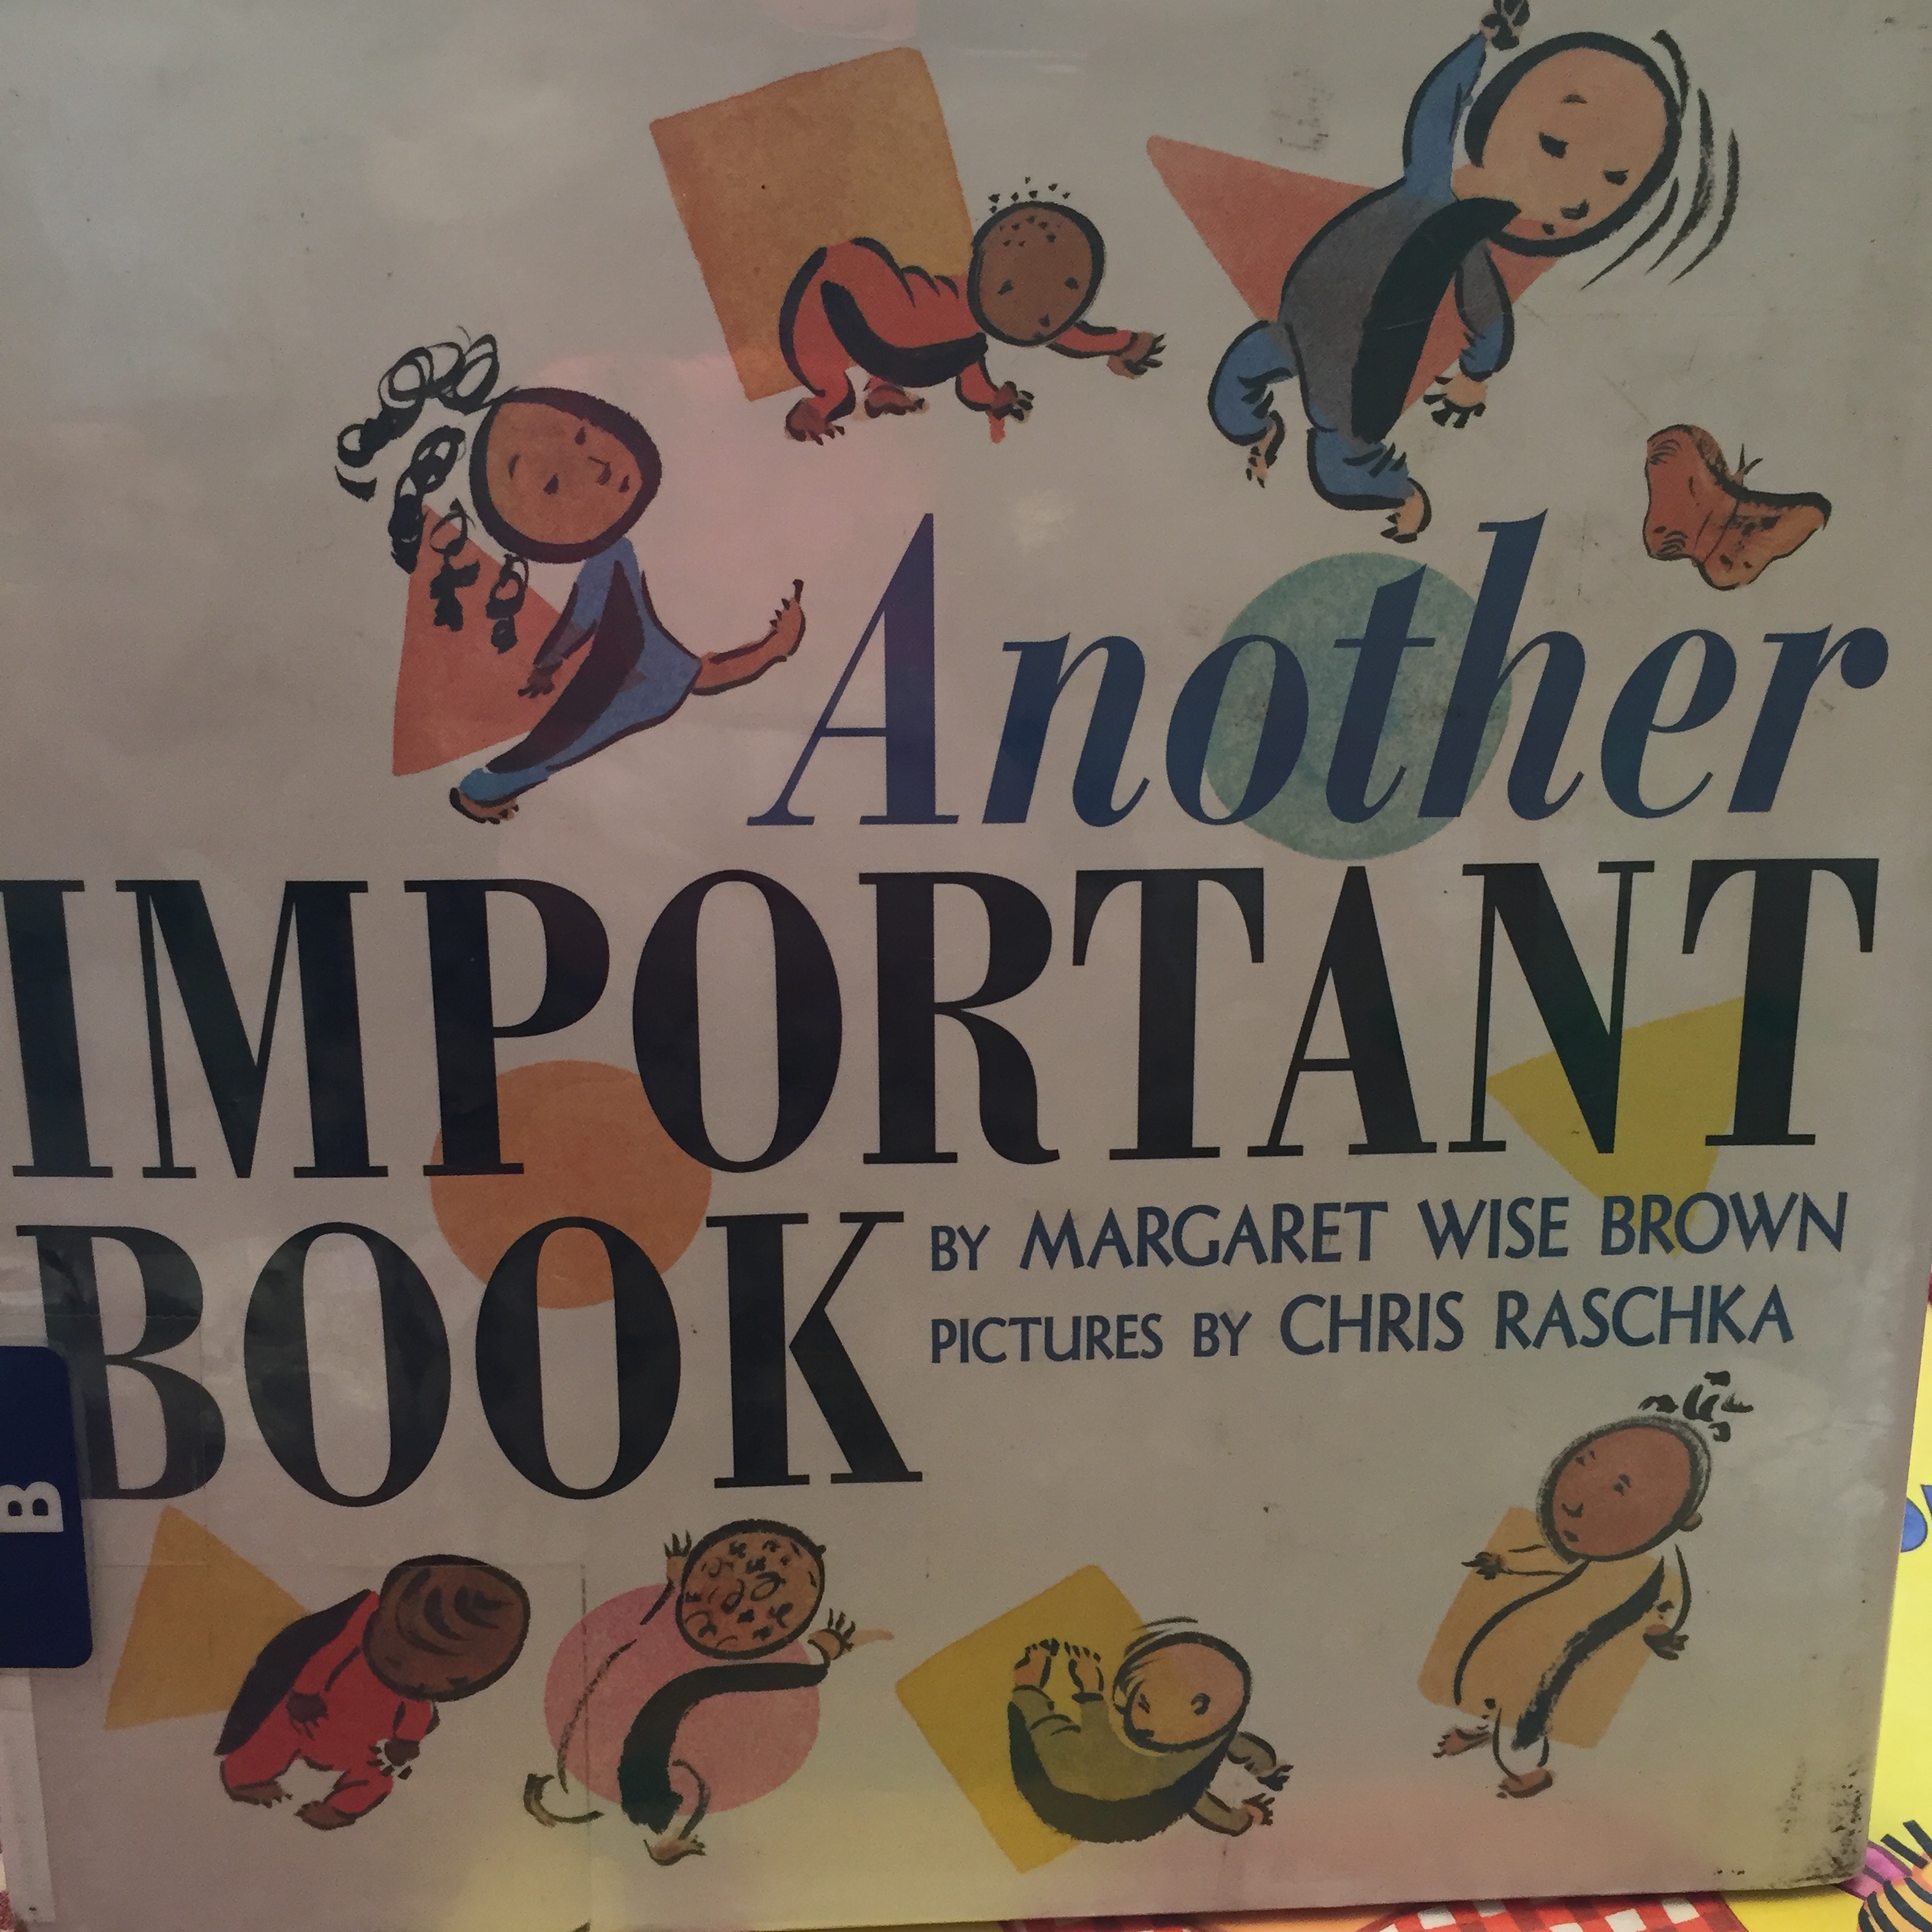 Another
IMPORTANT
BOOK
BY MARGARET WISE BROWN
PICTURES BY CHRIS RASCHKA
B